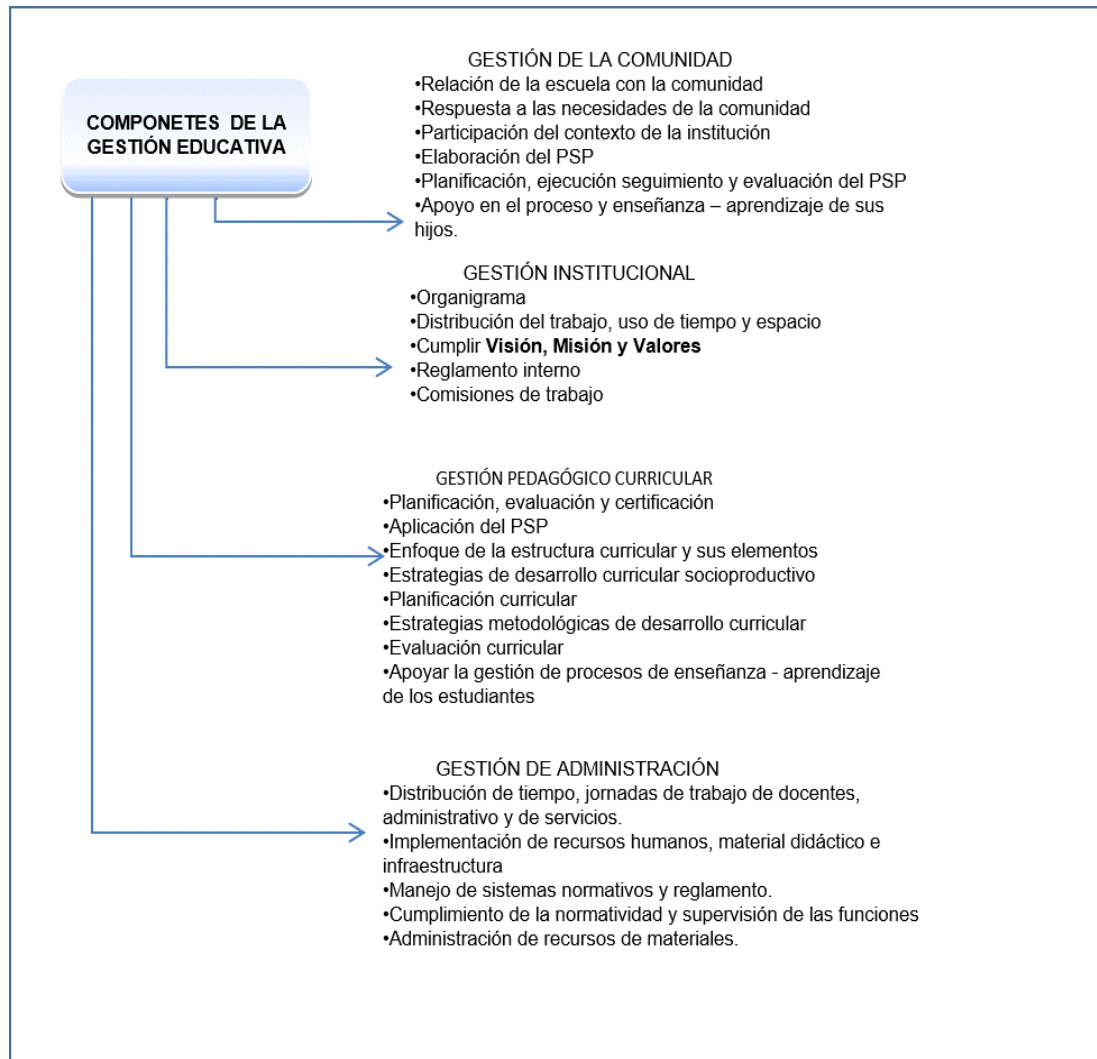 COMPONETES DE LA
GESTIÓN EDUCATIVA
GESTIÓN DE LA COMUNIDAD
•Relación de la escuela con la comunidad
•Respuesta a las necesidades de la comunidad
•Participación del contexto de la institución
•Elaboración del PSP
•Planificación, ejecución seguimiento y evaluación del PSP
•Apoyo en el proceso y enseñanza – aprendizaje de sus
hijos.
GESTIÓN INSTITUCIONAL
•Organigrama
•Distribución del trabajo, uso de tiempo y espacio
•Cumplir Visión, Misión y Valores
•Reglamento interno
•Comisiones de trabajo
GESTIÓN PEDAGÓGICO CURRICULAR
•Planificación, evaluación y certificación
•Aplicación del PSP
•Enfoque de la estructura curricular y sus elementos
•Estrategias de desarrollo curricular socioproductivo
•Planificación curricular
•Estrategias metodológicas de desarrollo curricular
•Evaluación curricular
•Apoyar la gestión de procesos de enseñanza - aprendizaje
de los estudiantes
GESTIÓN DE ADMINISTRACIÓN
•Distribución de tiempo, jornadas de trabajo de docentes,
administrativo y de servicios.
•Implementación de recursos humanos, material didáctico e
infraestructura
•Manejo de sistemas normativos y reglamento.
•Cumplimiento de la normatividad y supervisión de las funciones
•Administración de recursos de materiales.